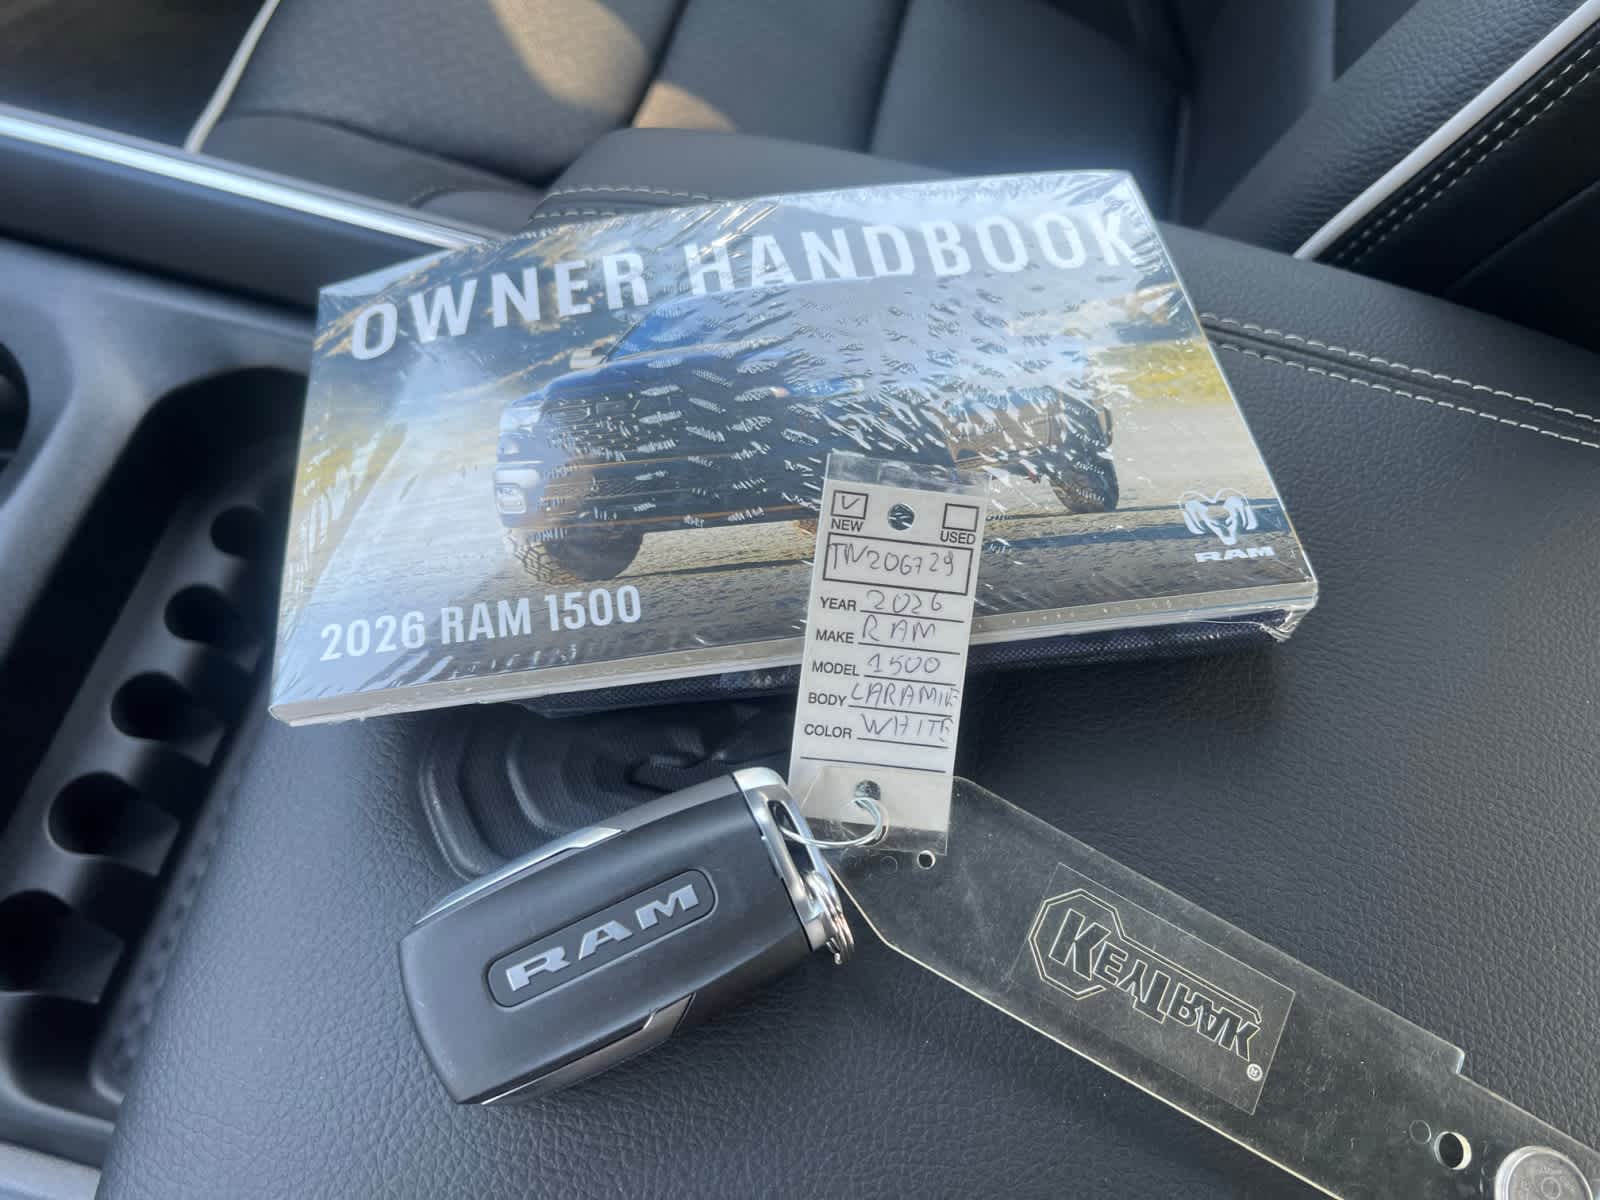 OWNER HANDBOOK
2026 RAM 1500
RAM
NEW
USED
TN206729
YEAR 2026
MAKE RAM
MODEL 1500
BODY LARAMIE
COLOR WHITE
RAM
KEYTRAK®